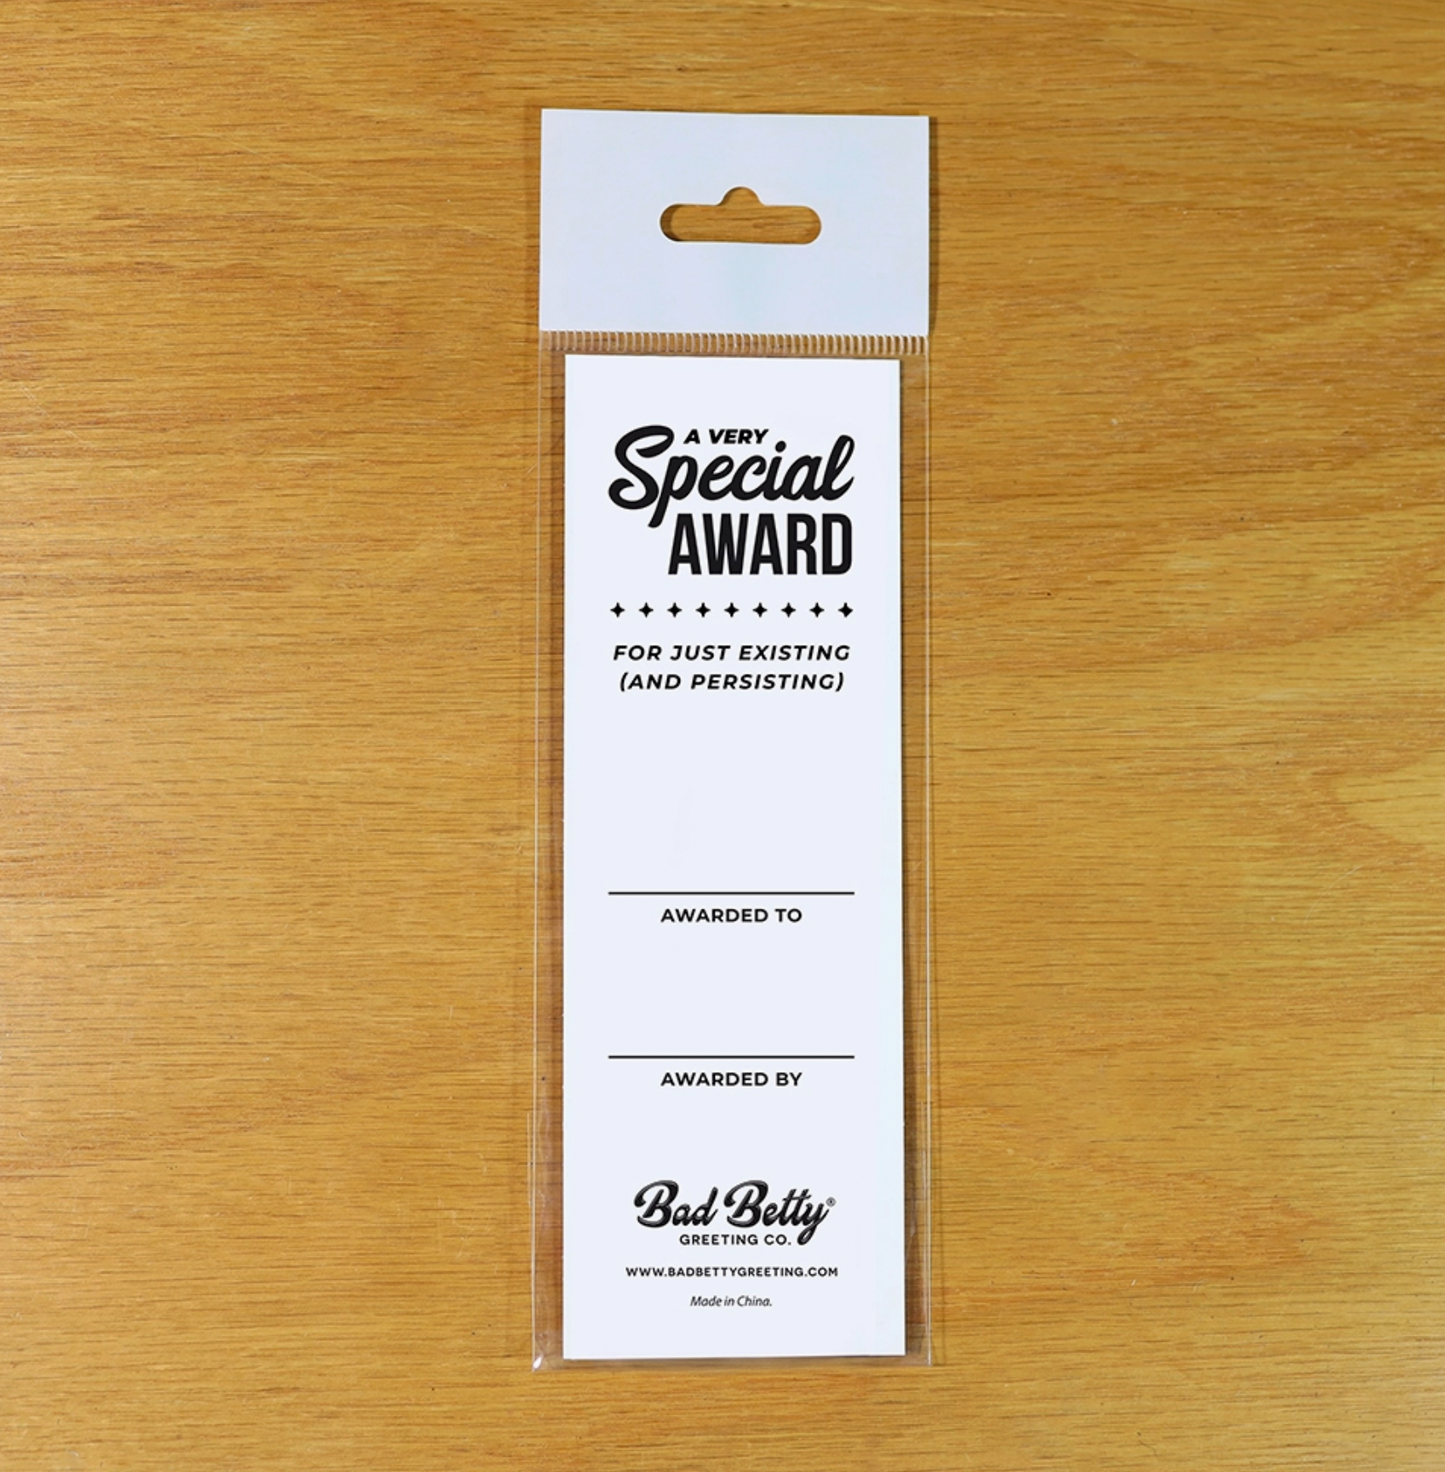 A VERY
Special
AWARD
FOR JUST EXISTING
(AND PERSISTING)
AWARDED TO
AWARDED BY
Bad Betty®
GREETING CO.
WWW.BADBETTYGREETING.COM
Made in China.